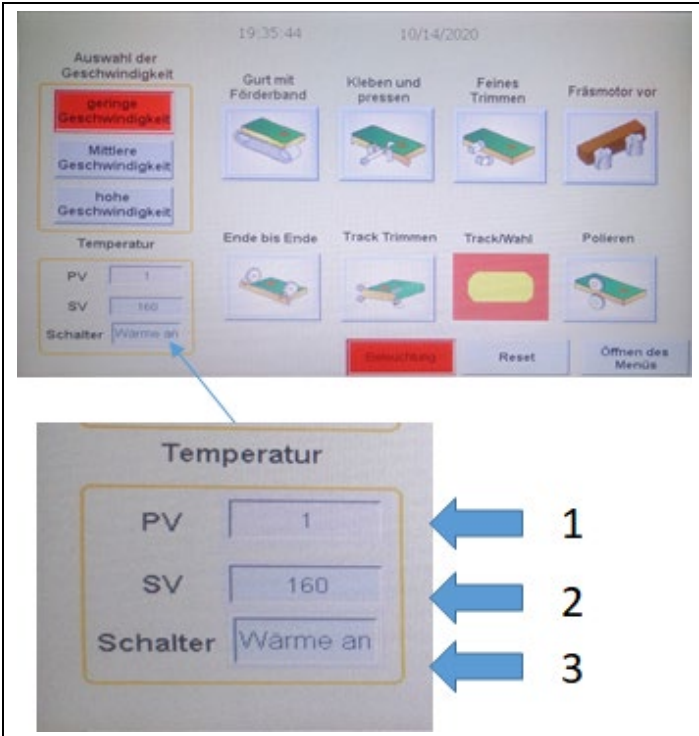 19:35:44 10/14/2020
Auswahl der
Geschwindigkeit
geringe
Geschwindigkeit
Mittlere
Geschwindigkeit
hohe
Geschwindigkeit
Gurt mit
Förderband
Kleben und
pressen
Feines
Trimmen
Fräsmotor vor
Temperatur
PV 1
SV 160
Schalter Wärme an
Ende bis Ende
Track Trimmen
Track/Wahl
Polieren
Beleuchtung
Reset
Öffnen des
Menüs
Temperatur
PV 1
SV 160
Schalter Wärme an
1
2
3